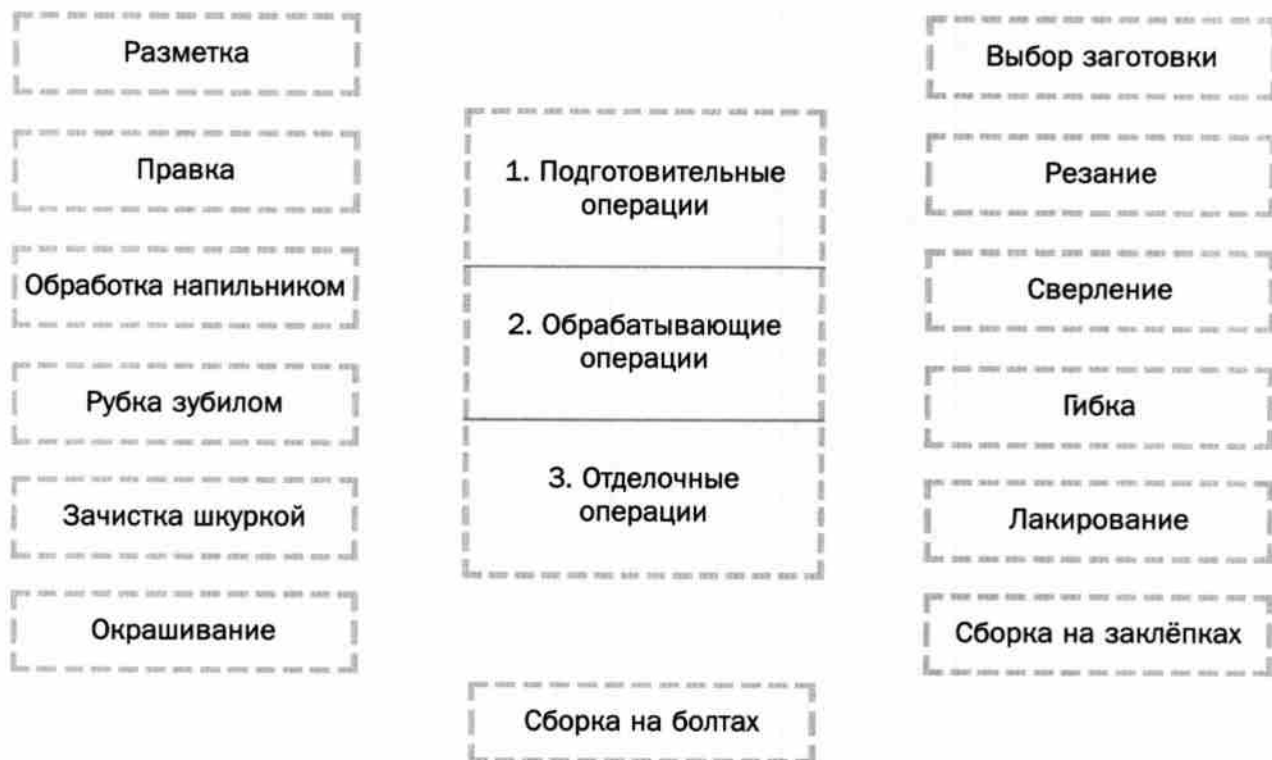 Разметка
Правка
Обработка напильником
Рубка зубилом
Зачистка шкуркой
Окрашивание
1. Подготовительные
операции
2. Обрабатывающие
операции
3. Отделочные
операции
Сборка на болтах
Выбор заготовки
Резание
Сверление
Гибка
Лакирование
Сборка на заклёпках